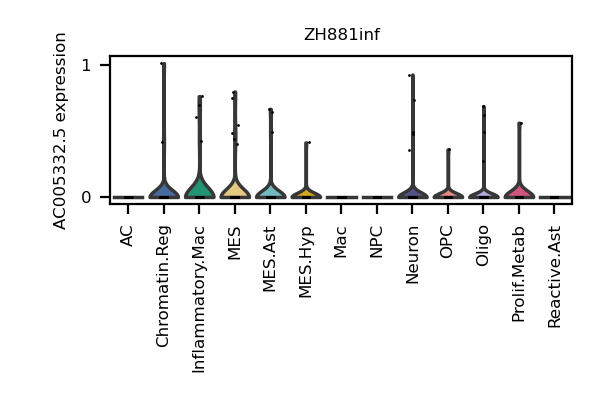 ZH881inf
AC005332.5 expression
1
0
AC
Chromatin.Reg
Inflammatory.Mac
MES
MES.Ast
MES.Hyp
Mac
NPC
Neuron
OPC
Oligo
Prolif.Metab
Reactive.Ast